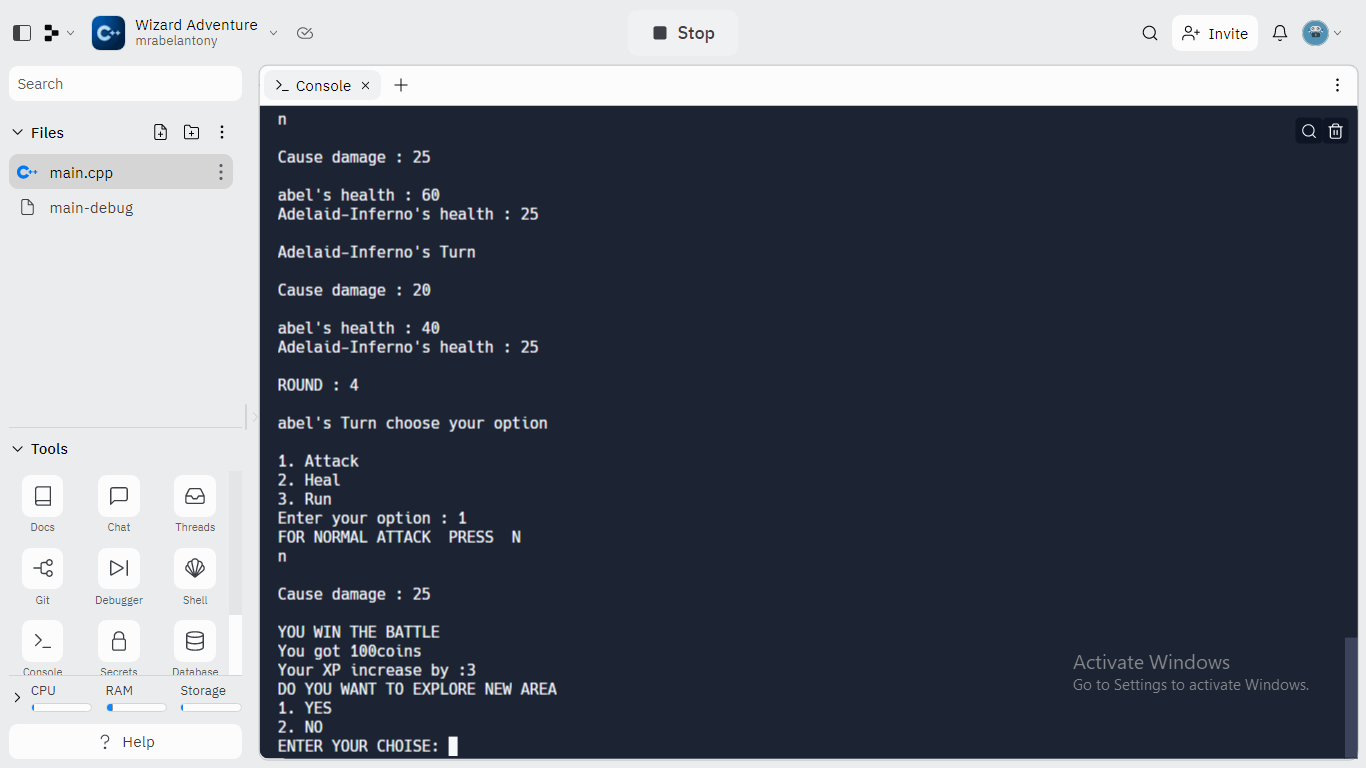 Wizard Adventure
mrabelantony
Stop
Invite
Search
Console
Files
main.cpp
main-debug
Tools
Docs
Chat
Threads
Git
Debugger
Shell
Console
Secrets
Database
CPU
RAM
Storage
? Help
n
Cause damage : 25
abel's health : 60
Adelaid-Inferno's health : 25
Adelaid-Inferno's Turn
Cause damage : 20
abel's health : 40
Adelaid-Inferno's health : 25
ROUND : 4
abel's Turn choose your option
1. Attack
2. Heal
3. Run
Enter your option : 1
FOR NORMAL ATTACK  PRESS  N
n
Cause damage : 25
YOU WIN THE BATTLE
You got 100coins
Your XP increase by :3
DO YOU WANT TO EXPLORE NEW AREA
1. YES
2. NO
ENTER YOUR CHOISE:
Activate Windows
Go to Settings to activate Windows.